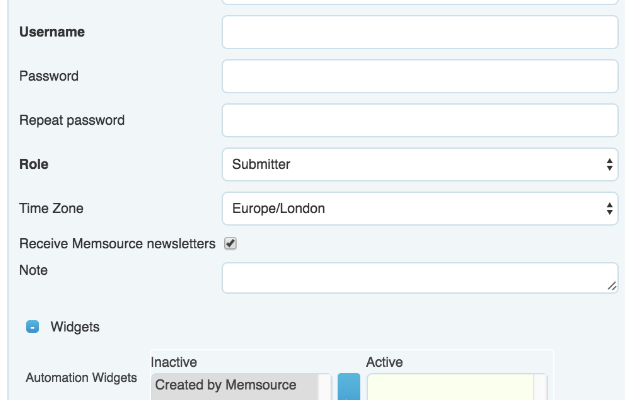 Username
Password
Repeat password
Role Submitter
Time Zone Europe/London
Receive Memsource newsletters
Note
- Widgets
Inactive Active
Automation Widgets Created by Memsource